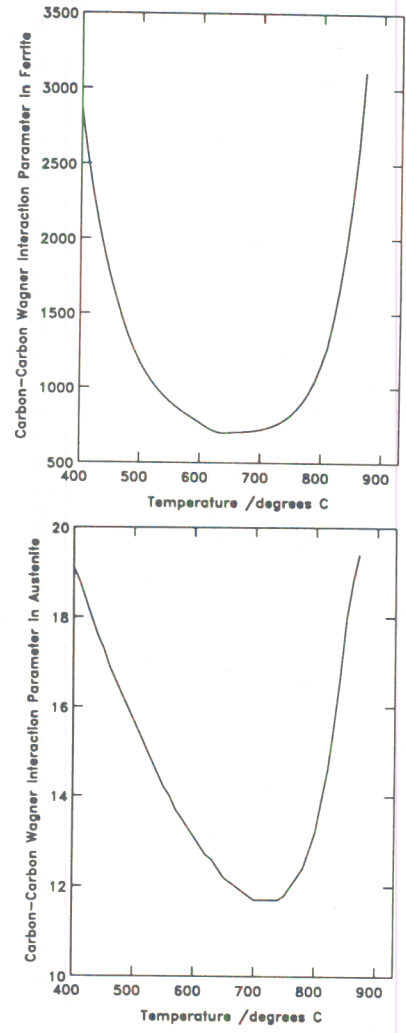 Carbon-Carbon Wagner Interaction Parameter in Ferrite
3500
3000
2500
2000
1500
1000
500
400 500 600 700 800 900
Temperature /degrees C
Carbon-Carbon Wagner Interaction Parameter in Austenite
20
18
16
14
12
10
400 500 600 700 800 900
Temperature /degrees C